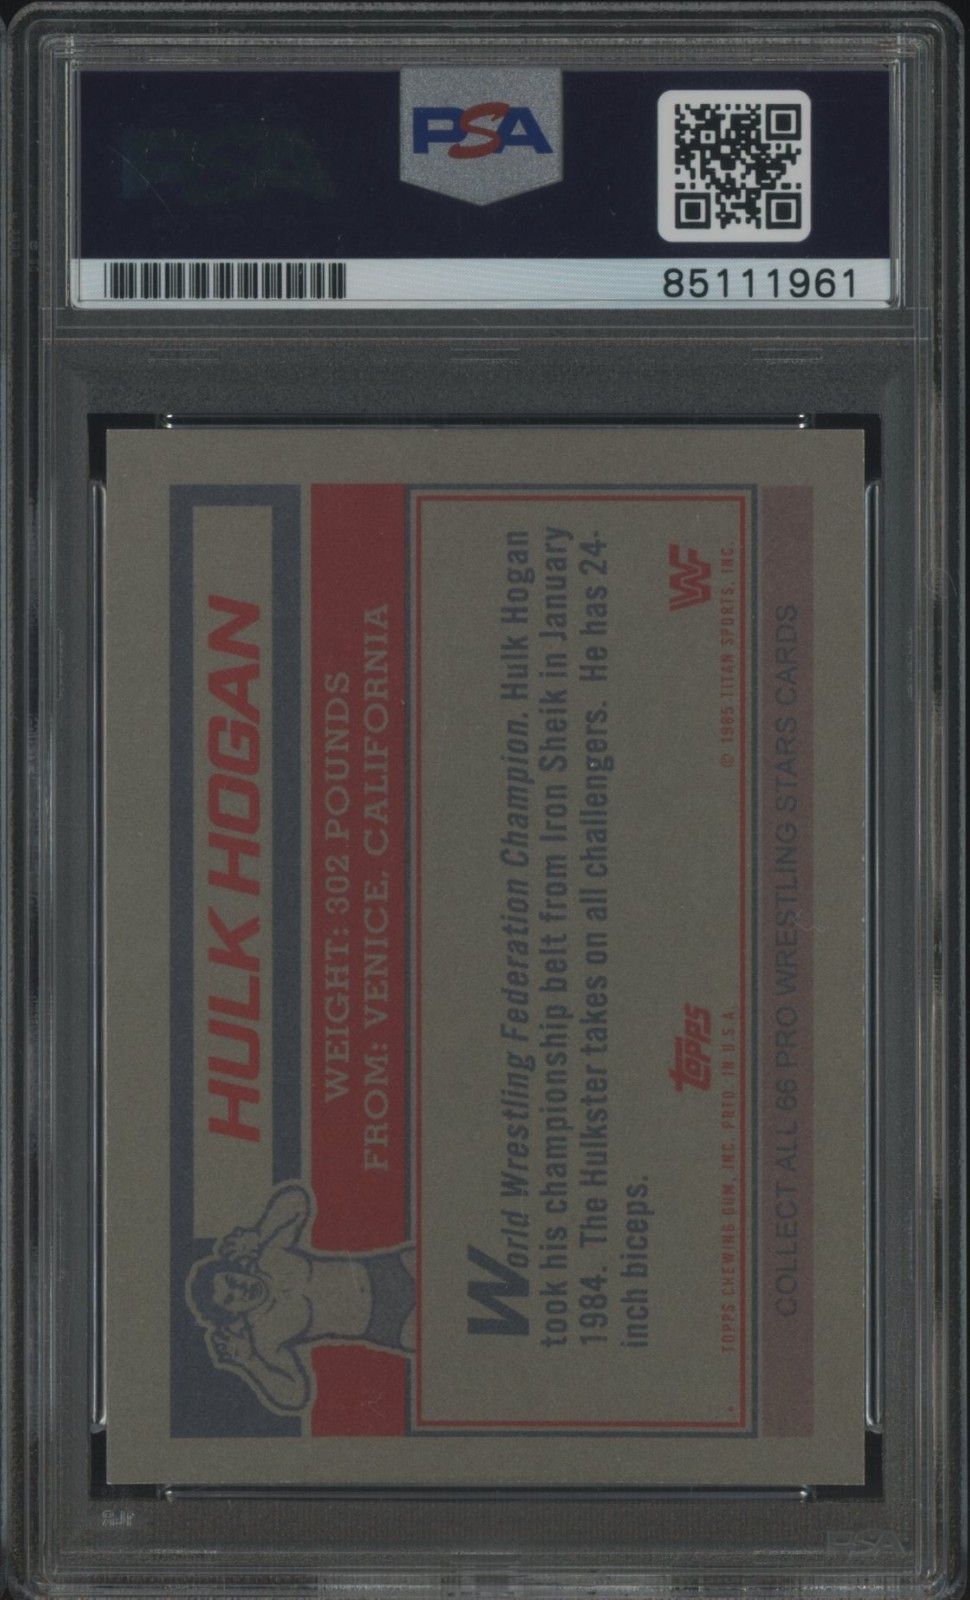 PSA
85111961
HULK HOGAN
WEIGHT: 302 POUNDS
FROM: VENICE, CALIFORNIA
World Wrestling Federation Champion. Hulk Hogan
took his championship belt from Iron Sheik in January
1984. The Hulkster takes on all challengers. He has 24-
inch biceps.
topps
WF
TOPPS CHEWING GUM, INC. PRTD. IN U.S.A.
© 1985 TITAN SPORTS, INC.
COLLECT ALL 66 PRO WRESTLING STARS CARDS
PSA